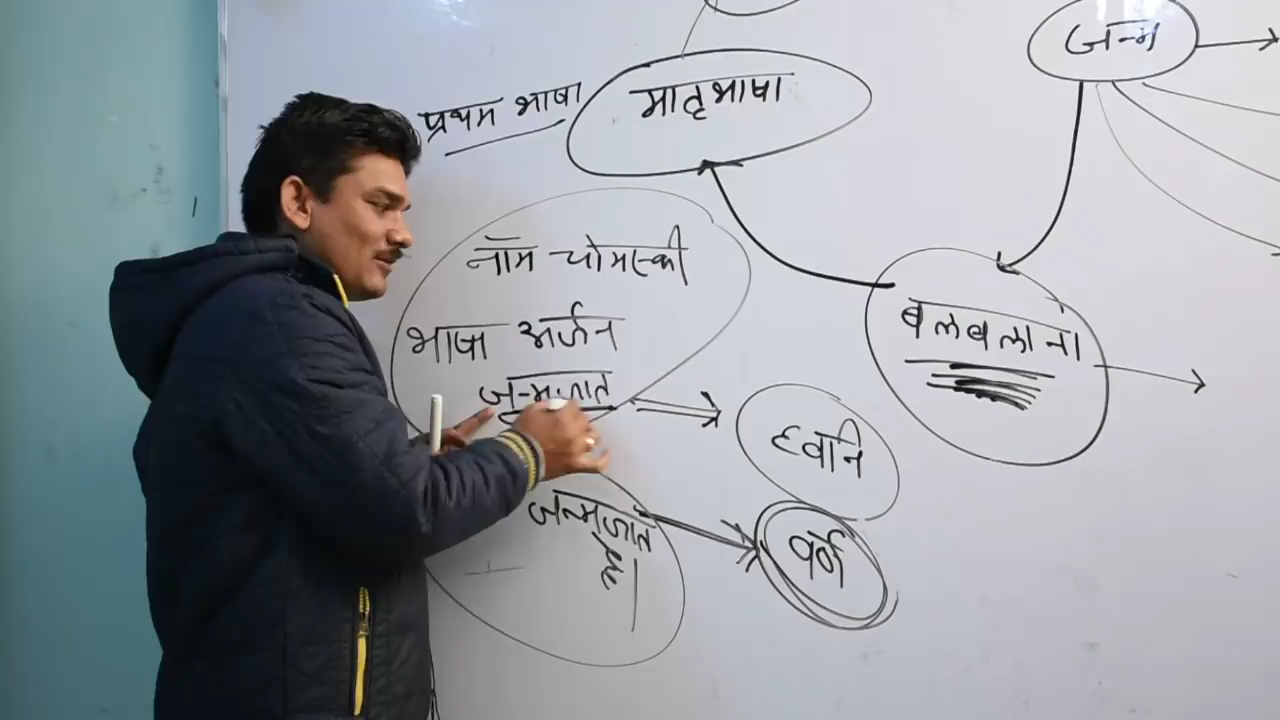 जन्म
प्रथम भाषा
मातृभाषा
नॉम चोमस्की
भाषा अर्जन
जन्मजात
बलबलाना
ध्वनि
जन्मजात
है।
वर्ण